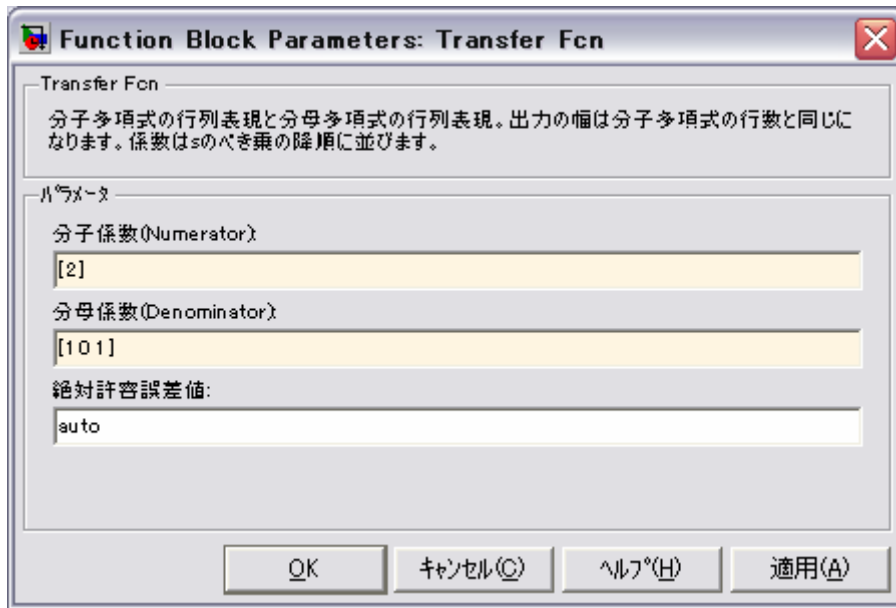 Function Block Parameters: Transfer Fcn
Transfer Fcn
分子多項式の行列表現と分母多項式の行列表現。出力の幅は分子多項式の行数と同じに
なります。係数はsのべき乗の降順に並びます。
パラメータ
分子係数(Numerator):
[2]
分母係数(Denominator):
[1 0 1]
絶対許容誤差値:
auto
OK キャンセル(C) ヘルプ(H) 適用(A)